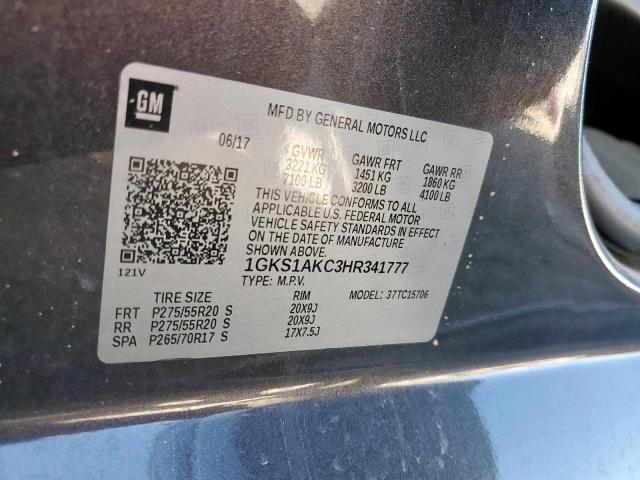 GM
MFD BY GENERAL MOTORS LLC
06/17 GVWR GAWR FRT GAWR RR
3221 KG 1451 KG 1860 KG
7100 LB 3200 LB 4100 LB
THIS VEHICLE CONFORMS TO ALL
APPLICABLE U.S. FEDERAL MOTOR
VEHICLE SAFETY STANDARDS IN EFFECT
ON THE DATE OF MANUFACTURE
SHOWN ABOVE.
121V
1GKS1AKC3HR341777
TYPE: M.P.V. MODEL: 37TC15706
TIRE SIZE RIM
FRT P275/55R20 S 20X9J
RR P275/55R20 S 20X9J
SPA P265/70R17 S 17X7.5J